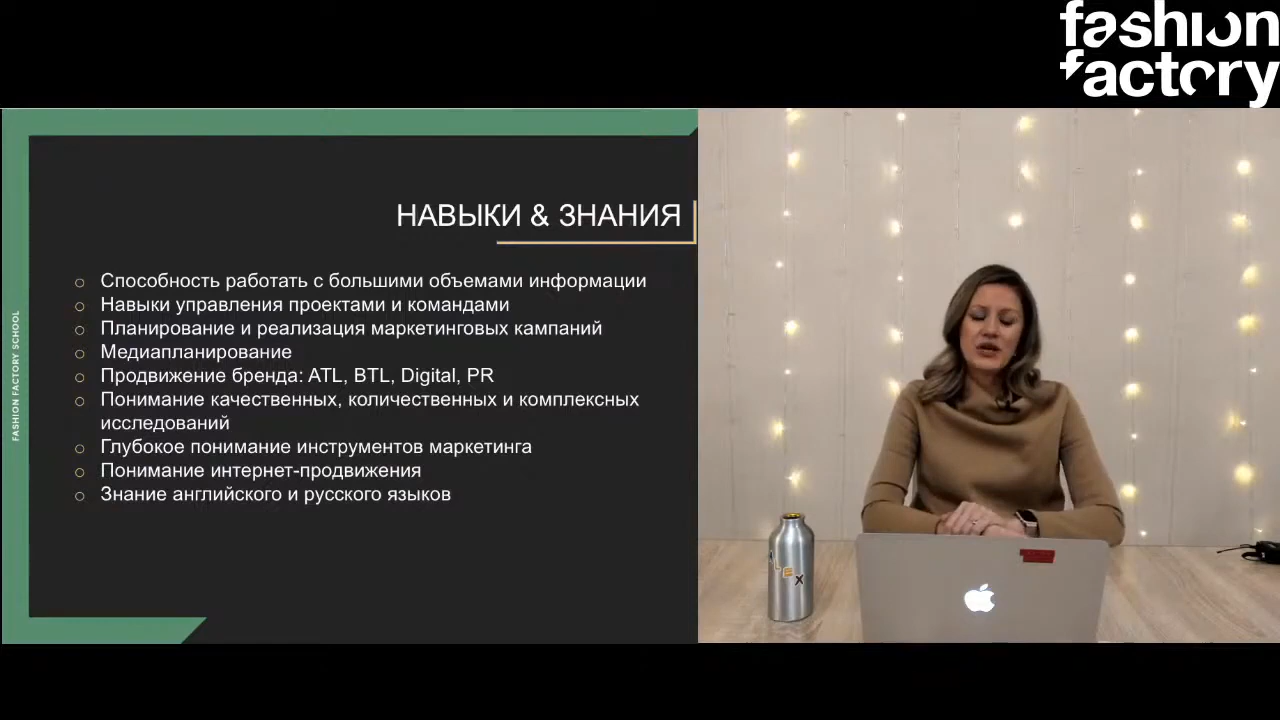 fashion
factory
НАВЫКИ & ЗНАНИЯ
Способность работать с большими объемами информации
Навыки управления проектами и командами
Планирование и реализация маркетинговых кампаний
Медиапланирование
Продвижение бренда: ATL, BTL, Digital, PR
Понимание качественных, количественных и комплексных
исследований
Глубокое понимание инструментов маркетинга
Понимание интернет-продвижения
Знание английского и русского языков
FASHION FACTORY SCHOOL